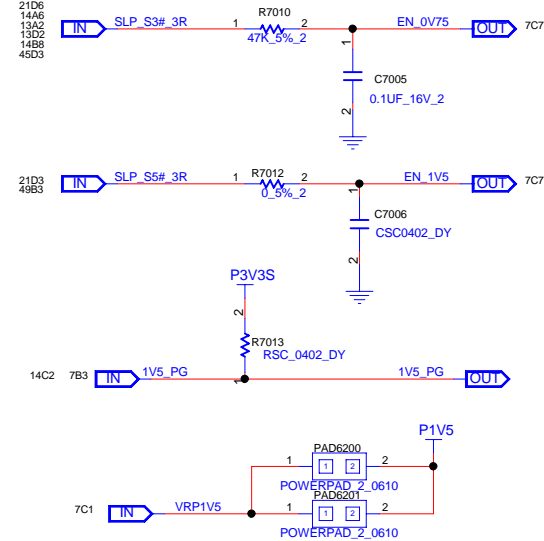 21D6
14A6
13A2
13D2
14B8
45D3
IN
SLP_S3#_3R
1
R7010
2
47K_5%_2
EN_0V75
OUT
7C7
1
C7005
0.1UF_16V_2
2
21D3
49B3
IN
SLP_S5#_3R
1
R7012
2
0_5%_2
EN_1V5
OUT
7C7
1
C7006
CSC0402_DY
2
P3V3S
2
R7013
RSC_0402_DY
1
14C2 7B3
IN
1V5_PG
1V5_PG
OUT
P1V5
PAD6200
1
1 2
2
POWERPAD_2_0610
PAD6201
7C1
IN
VRP1V5
1
1 2
2
POWERPAD_2_0610